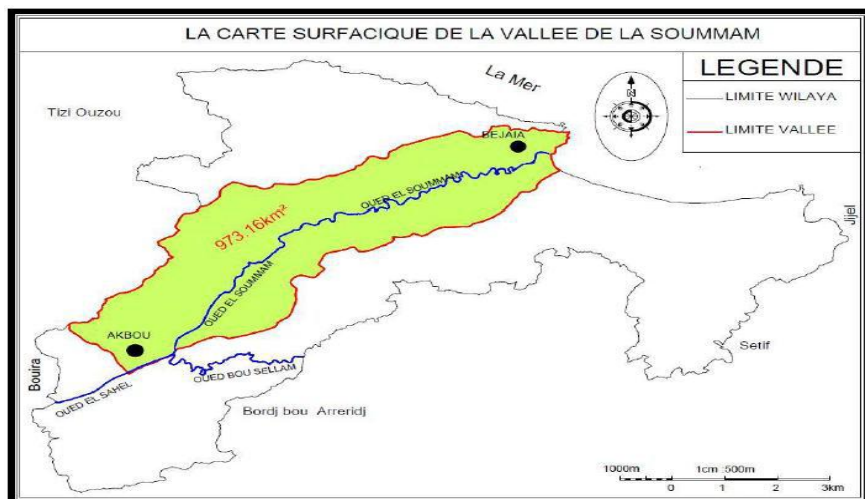 LA CARTE SURFACIQUE DE LA VALLEE DE LA SOUMMAM
La Mer
N
LEGENDE
LIMITE WILAYA
LIMITE VALLEE
Tizi Ouzou
BEJAIA
OUED EL SOUMMAM
973.16km²
Jijel
OUED EL SOUMMAM
AKBOU
Setif
Bouira
OUED BOU SELLAM
OUED EL SAHEL
Bordj bou Arreridj
1000m 1cm :500m
0 1 2 3km